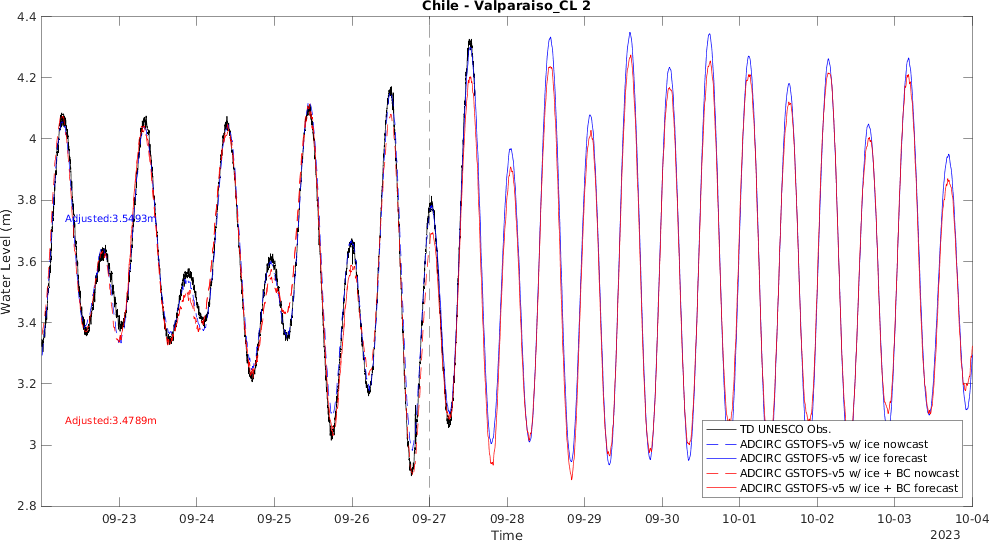 Chile - Valparaiso_CL 2
4.4
4.2
4
3.8
3.6
3.4
3.2
3
2.8
Water Level (m)
Adjusted:3.5493m
Adjusted:3.4789m
TD UNESCO Obs.
ADCIRC GSTOFS-v5 w/ ice nowcast
ADCIRC GSTOFS-v5 w/ ice forecast
ADCIRC GSTOFS-v5 w/ ice + BC nowcast
ADCIRC GSTOFS-v5 w/ ice + BC forecast
09-23 09-24 09-25 09-26 09-27 09-28 09-29 09-30 10-01 10-02 10-03 10-04
Time
2023